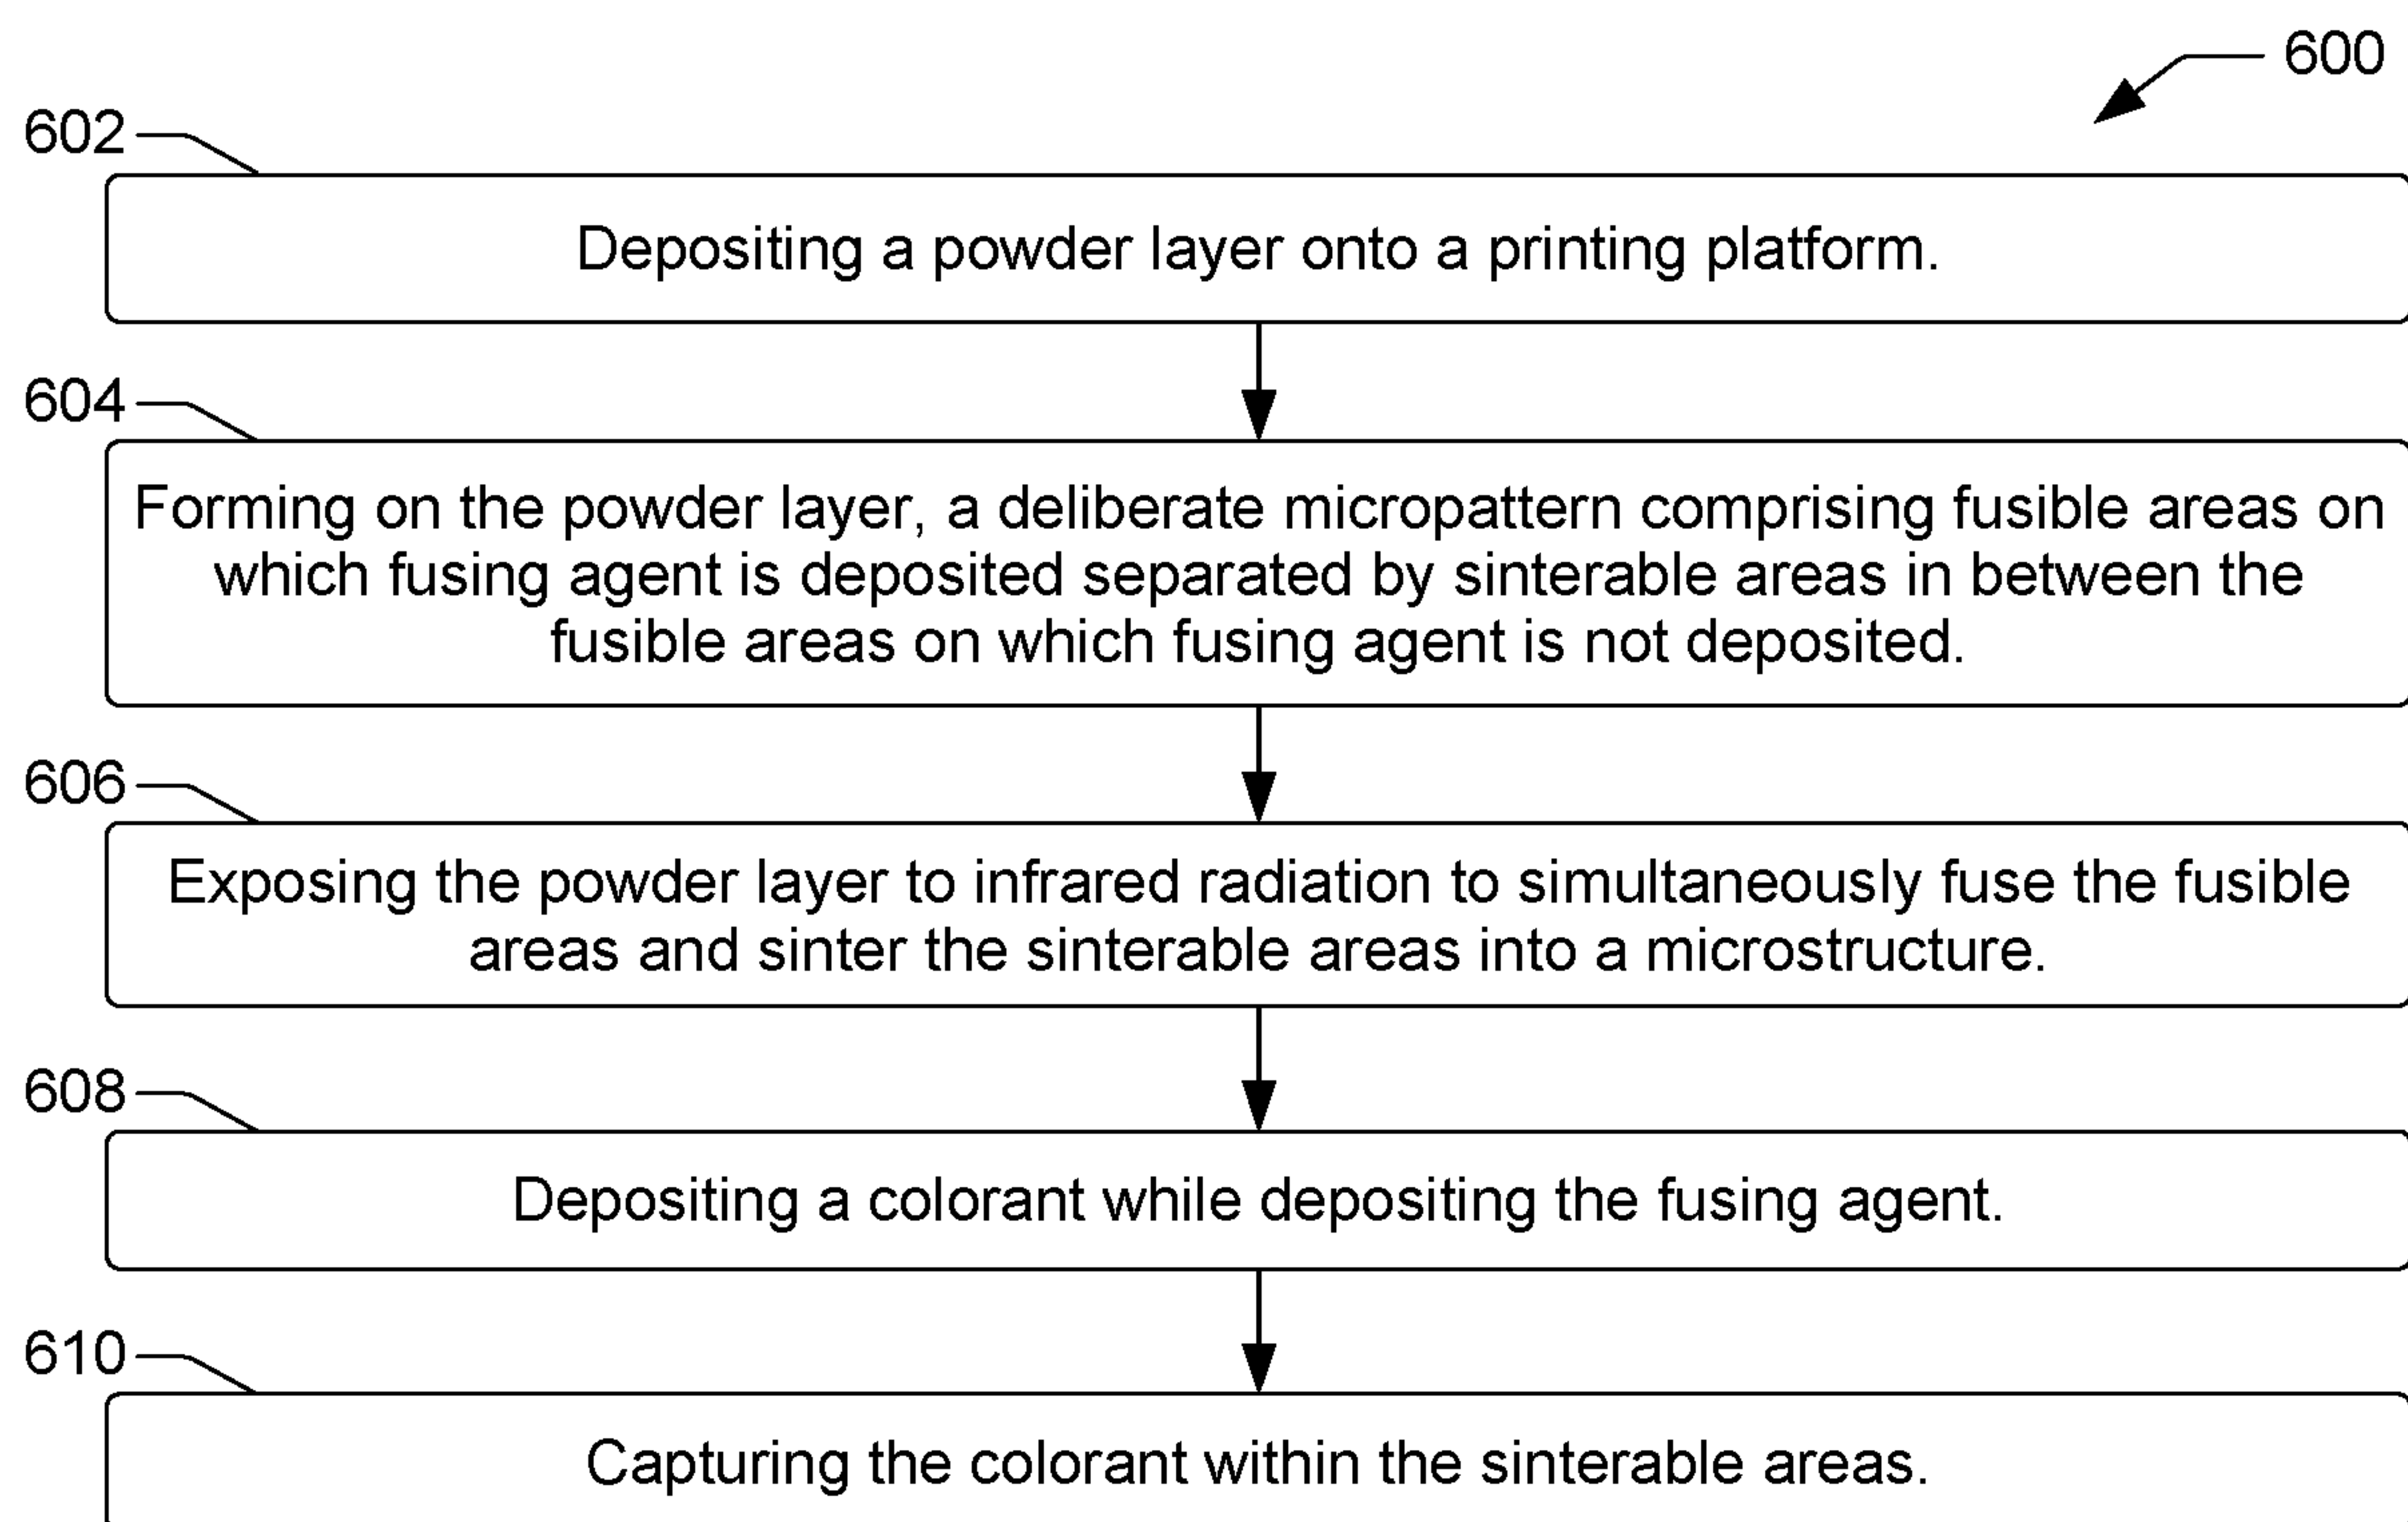 600
602
Depositing a powder layer onto a printing platform.
604
Forming on the powder layer, a deliberate micropattern comprising fusible areas on
which fusing agent is deposited separated by sinterable areas in between the
fusible areas on which fusing agent is not deposited.
606
Exposing the powder layer to infrared radiation to simultaneously fuse the fusible
areas and sinter the sinterable areas into a microstructure.
608
Depositing a colorant while depositing the fusing agent.
610
Capturing the colorant within the sinterable areas.